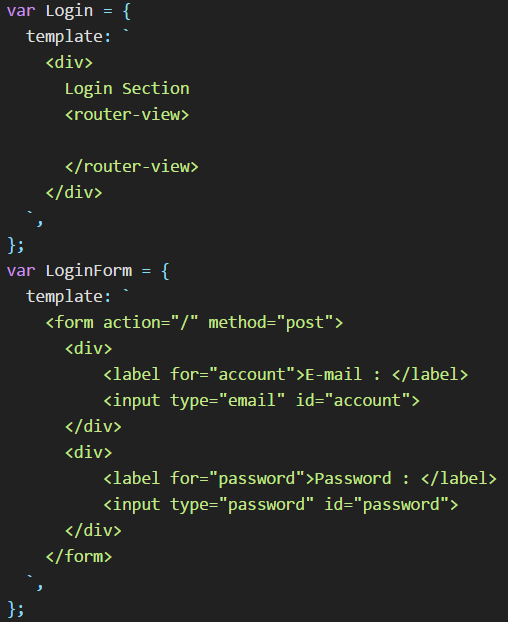 var Login = {
  template: `
    <div>
      Login Section
      <router-view>

      </router-view>
    </div>
  `,
};
var LoginForm = {
  template: `
    <form action="/" method="post">
      <div>
          <label for="account">E-mail : </label>
          <input type="email" id="account">
      </div>
      <div>
          <label for="password">Password : </label>
          <input type="password" id="password">
      </div>
    </form>
  `,
};